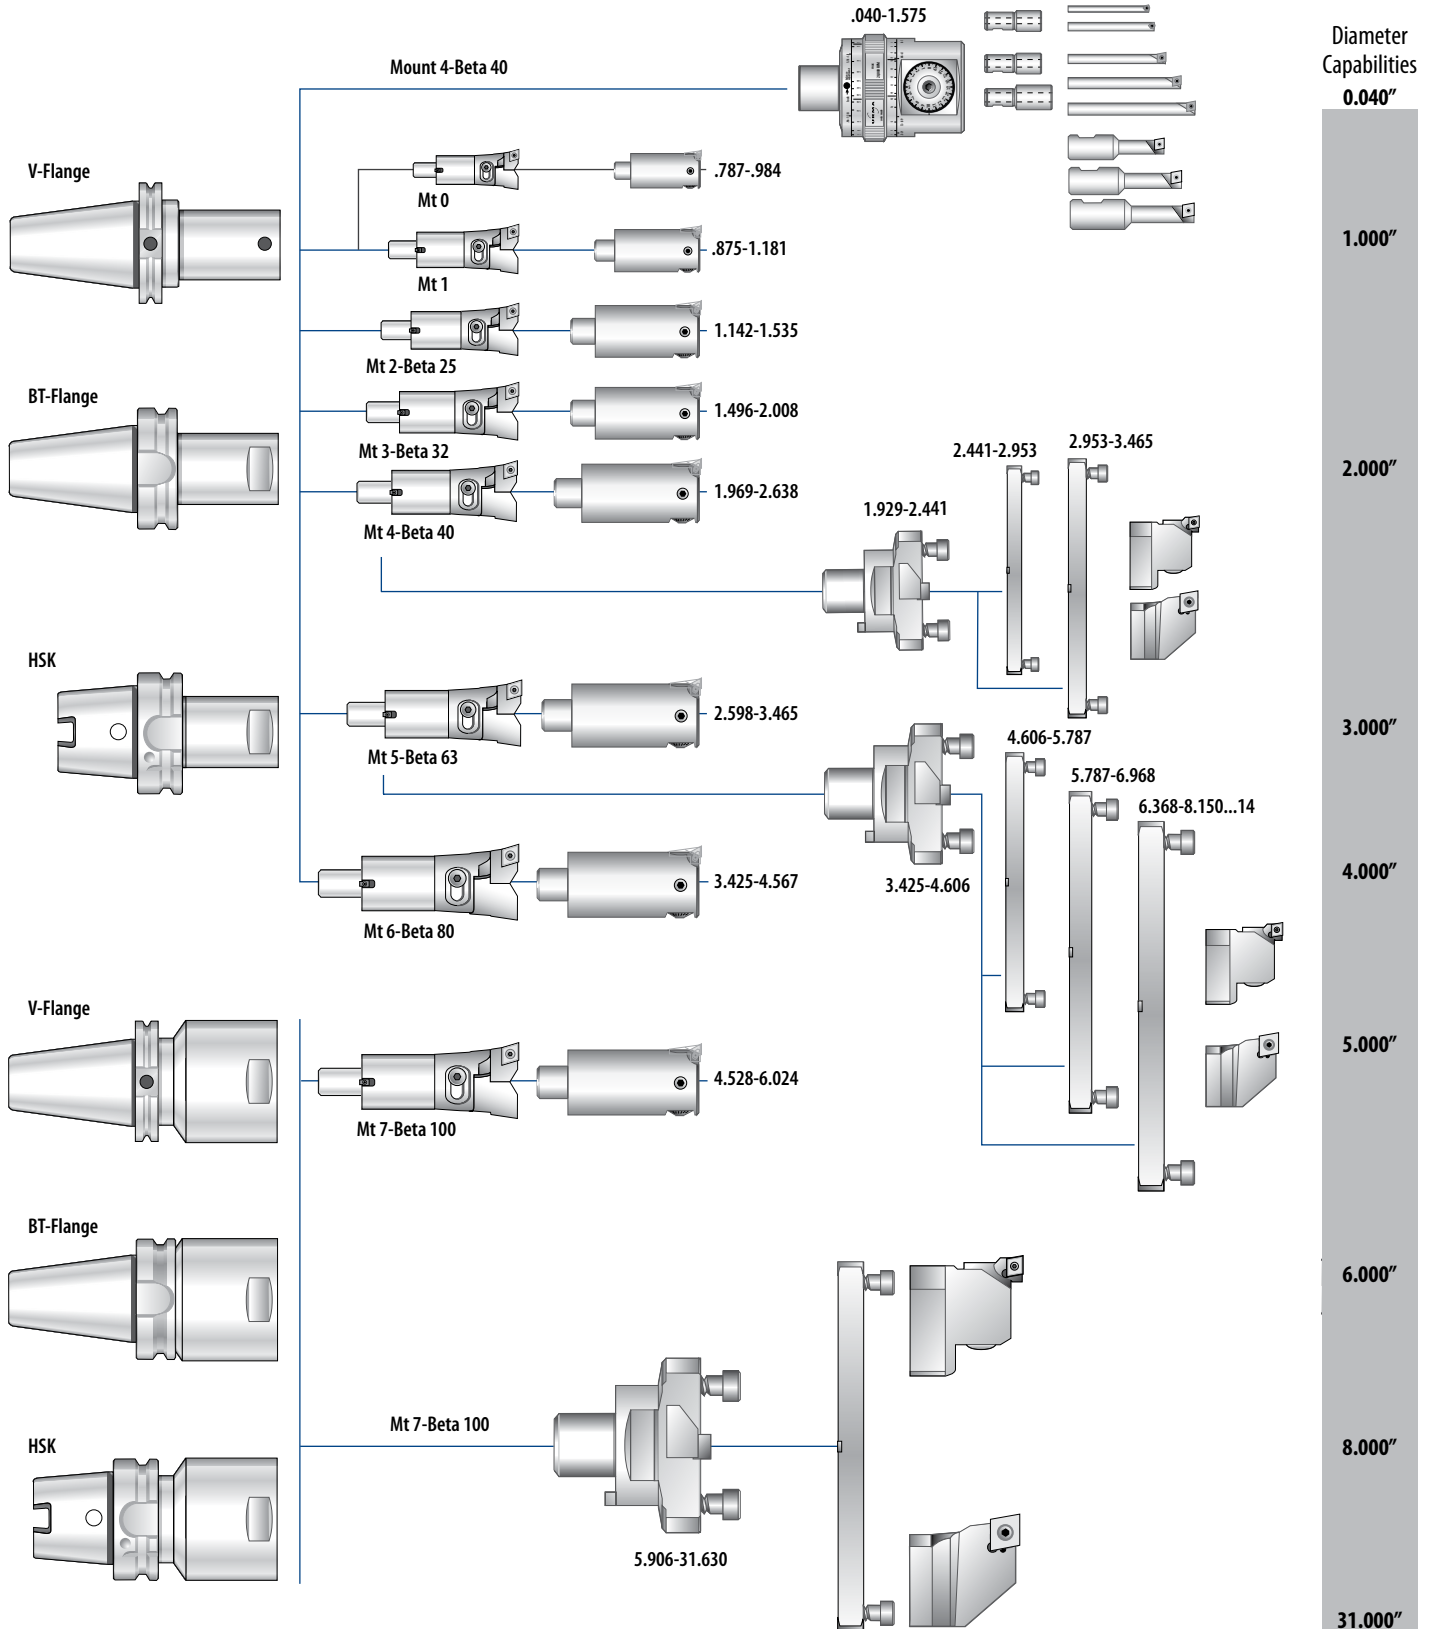 .040-1.575
Diameter
Capabilities
0.040”
Mount 4-Beta 40
V-Flange
.787-.984
Mt 0
1.000”
.875-1.181
Mt 1
1.142-1.535
Mt 2-Beta 25
BT-Flange
1.496-2.008
Mt 3-Beta 32
2.441-2.953
2.953-3.465
2.000”
1.969-2.638
1.929-2.441
Mt 4-Beta 40
HSK
2.598-3.465
3.000”
Mt 5-Beta 63
4.606-5.787
5.787-6.968
6.368-8.150...14
4.000”
3.425-4.567
3.425-4.606
Mt 6-Beta 80
V-Flange
5.000”
4.528-6.024
Mt 7-Beta 100
BT-Flange
6.000”
Mt 7-Beta 100
HSK
8.000”
5.906-31.630
31.000”